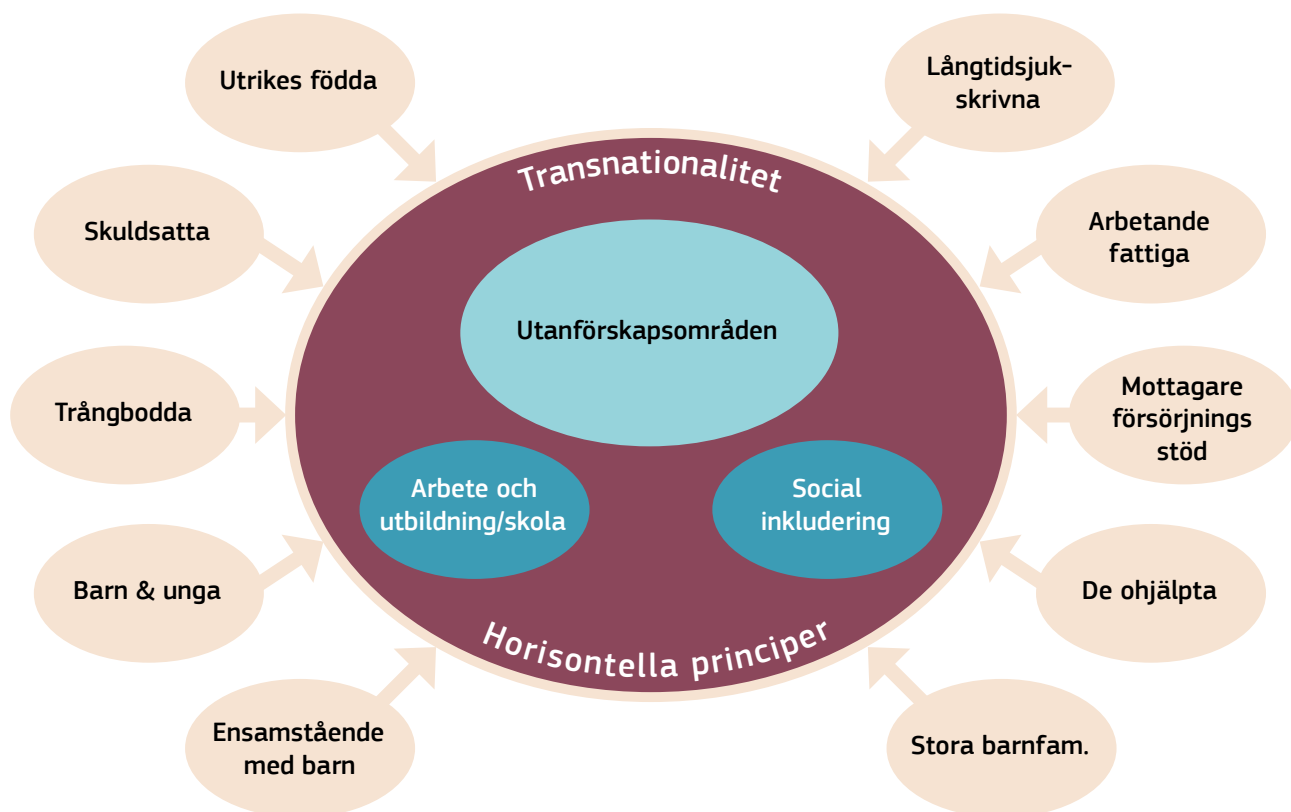 Utrikes födda
Långtidsjuk-
skrivna
Transnationalitet
Skuldsatta
Arbetande
fattiga
Utanförskapsområden
Trångbodda
Mottagare
försörjnings
stöd
Arbete och
utbildning/skola
Social
inkludering
Barn & unga
De ohjälpta
Horisontella principer
Ensamstående
med barn
Stora barnfam.